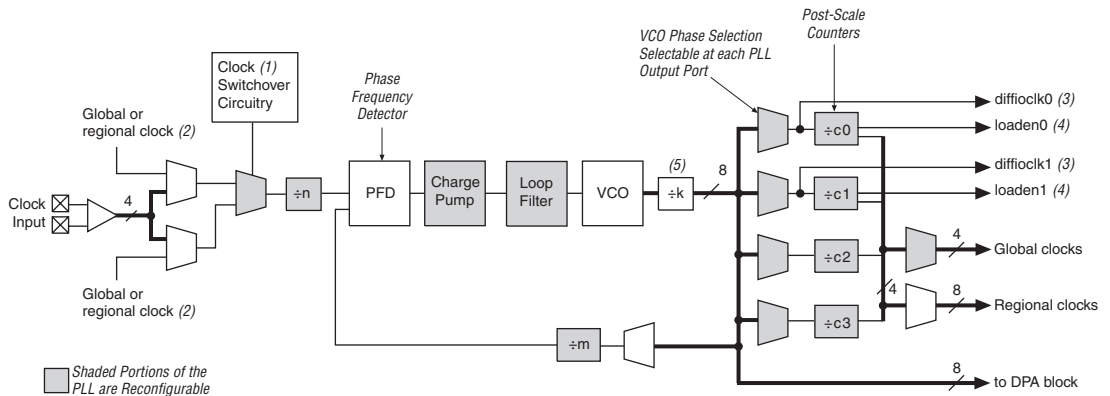 Post-Scale
Counters
VCO Phase Selection
Selectable at each PLL
Output Port
Clock (1)
Switchover
Circuitry
Phase
Frequency
Detector
Global or
regional clock (2)
Clock
Input
4
Global or
regional clock (2)
÷n
PFD
Charge
Pump
Loop
Filter
VCO
(5)
÷k
8
÷c0
÷c1
÷c2
÷c3
4
÷m
diffioclk0 (3)
loaden0 (4)
diffioclk1 (3)
loaden1 (4)
4
Global clocks
8
Regional clocks
8
to DPA block
Shaded Portions of the
PLL are Reconfigurable